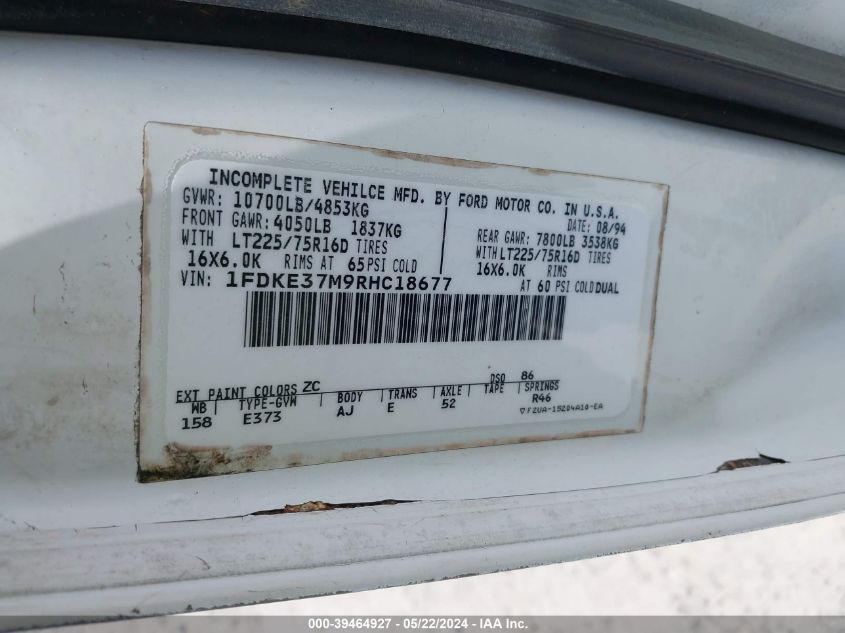 INCOMPLETE VEHILCE MFD. BY FORD MOTOR CO. IN U.S.A.
GVWR: 10700LB/4853KG
DATE: 08/94
FRONT GAWR: 4050LB 1837KG
REAR GAWR: 7800LB 3538KG
WITH LT225/75R16D TIRES
WITH LT225/75R16D TIRES
16X6.0K RIMS AT 65 PSI COLD
16X6.0K RIMS
AT 60 PSI COLD DUAL
VIN: 1FDKE37M9RHC18677
EXT PAINT COLORS ZC DSO 86
WB TYPE-GVW BODY TRANS AXLE TAPE SPRINGS
158 E373 AJ E 52 R46
▽F2UA-15204A10-EA
000-39464927 - 05/22/2024 - © IAA Inc.